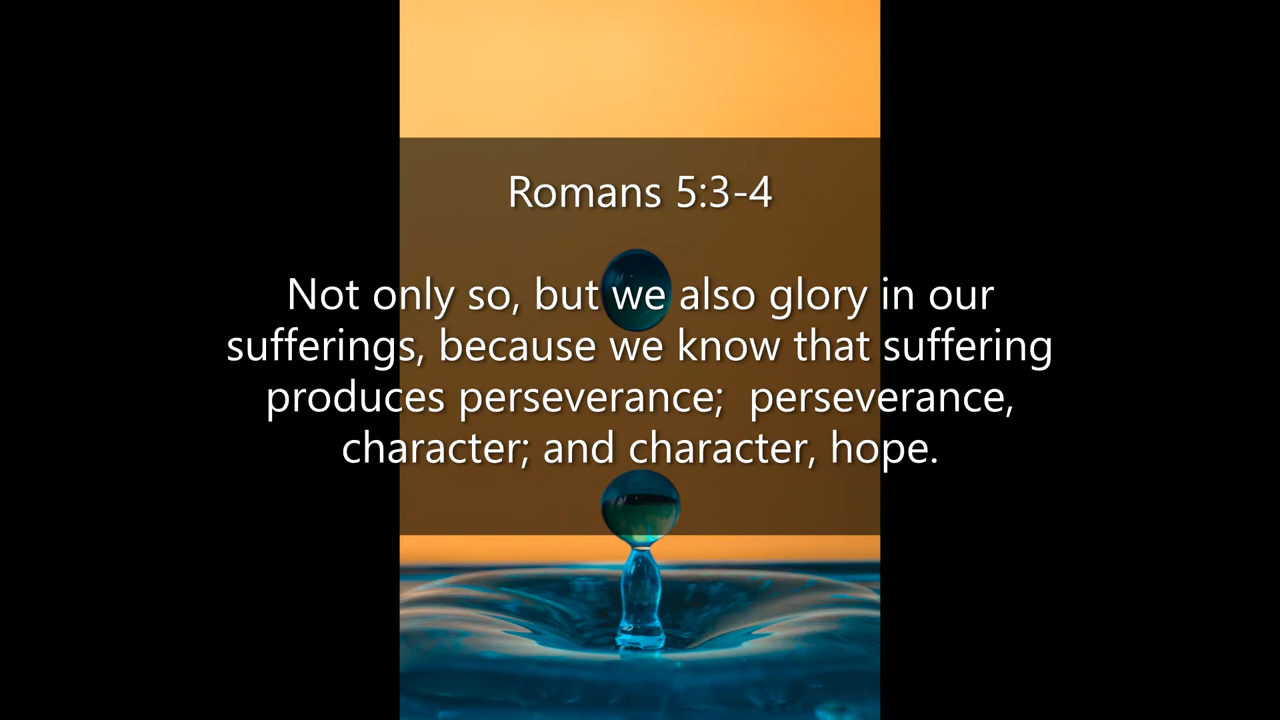 Romans 5:3-4
Not only so, but we also glory in our
sufferings, because we know that suffering
produces perseverance;  perseverance,
character; and character, hope.